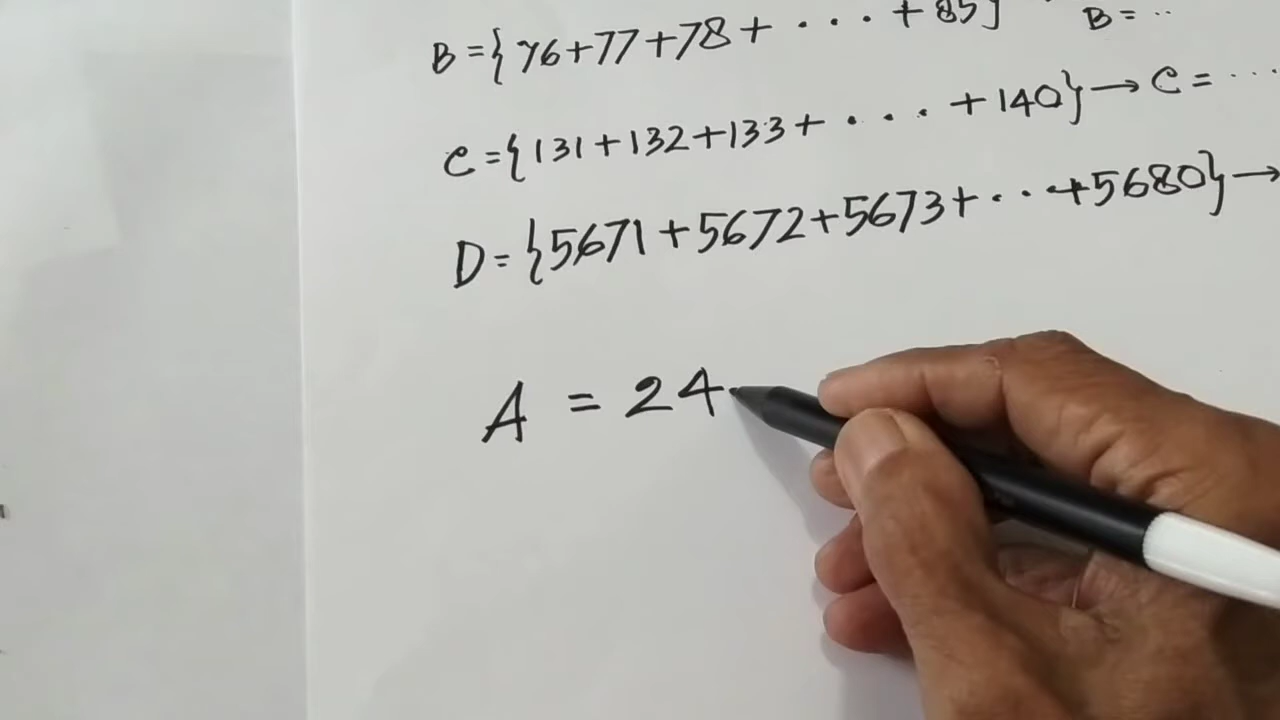 B={76+77+78+ . . . . +85} B= ..
C={131+132+133+ . . . . +140}→C= ...
D={5671+5672+5673+ . . . +5680}→
A = 24